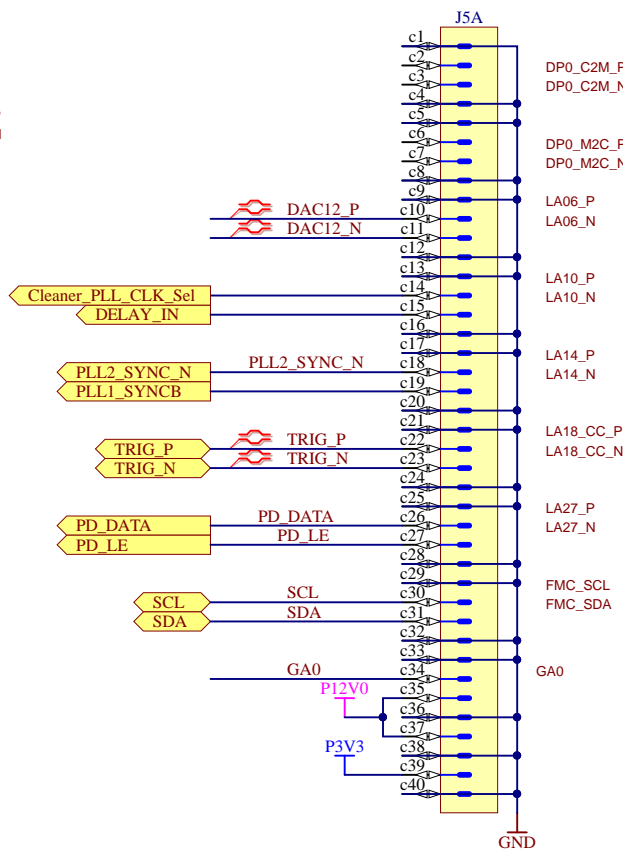 J5A
c1
c2
DP0_C2M_P
c3
DP0_C2M_N
c4
c5
c6
DP0_M2C_P
c7
DP0_M2C_N
c8
c9
LA06_P
DAC12_P
c10
LA06_N
DAC12_N
c11
c12
c13
LA10_P
Cleaner_PLL_CLK_Sel
c14
LA10_N
DELAY_IN
c15
c16
c17
LA14_P
PLL2_SYNC_N
PLL2_SYNC_N
c18
LA14_N
PLL1_SYNCB
c19
c20
c21
LA18_CC_P
TRIG_P
TRIG_P
c22
LA18_CC_N
TRIG_N
TRIG_N
c23
c24
c25
LA27_P
PD_DATA
PD_DATA
c26
LA27_N
PD_LE
PD_LE
c27
c28
c29
FMC_SCL
SCL
SCL
c30
FMC_SDA
SDA
SDA
c31
c32
c33
GA0
c34
GA0
P12V0
c35
c36
c37
P3V3
c38
c39
c40
GND